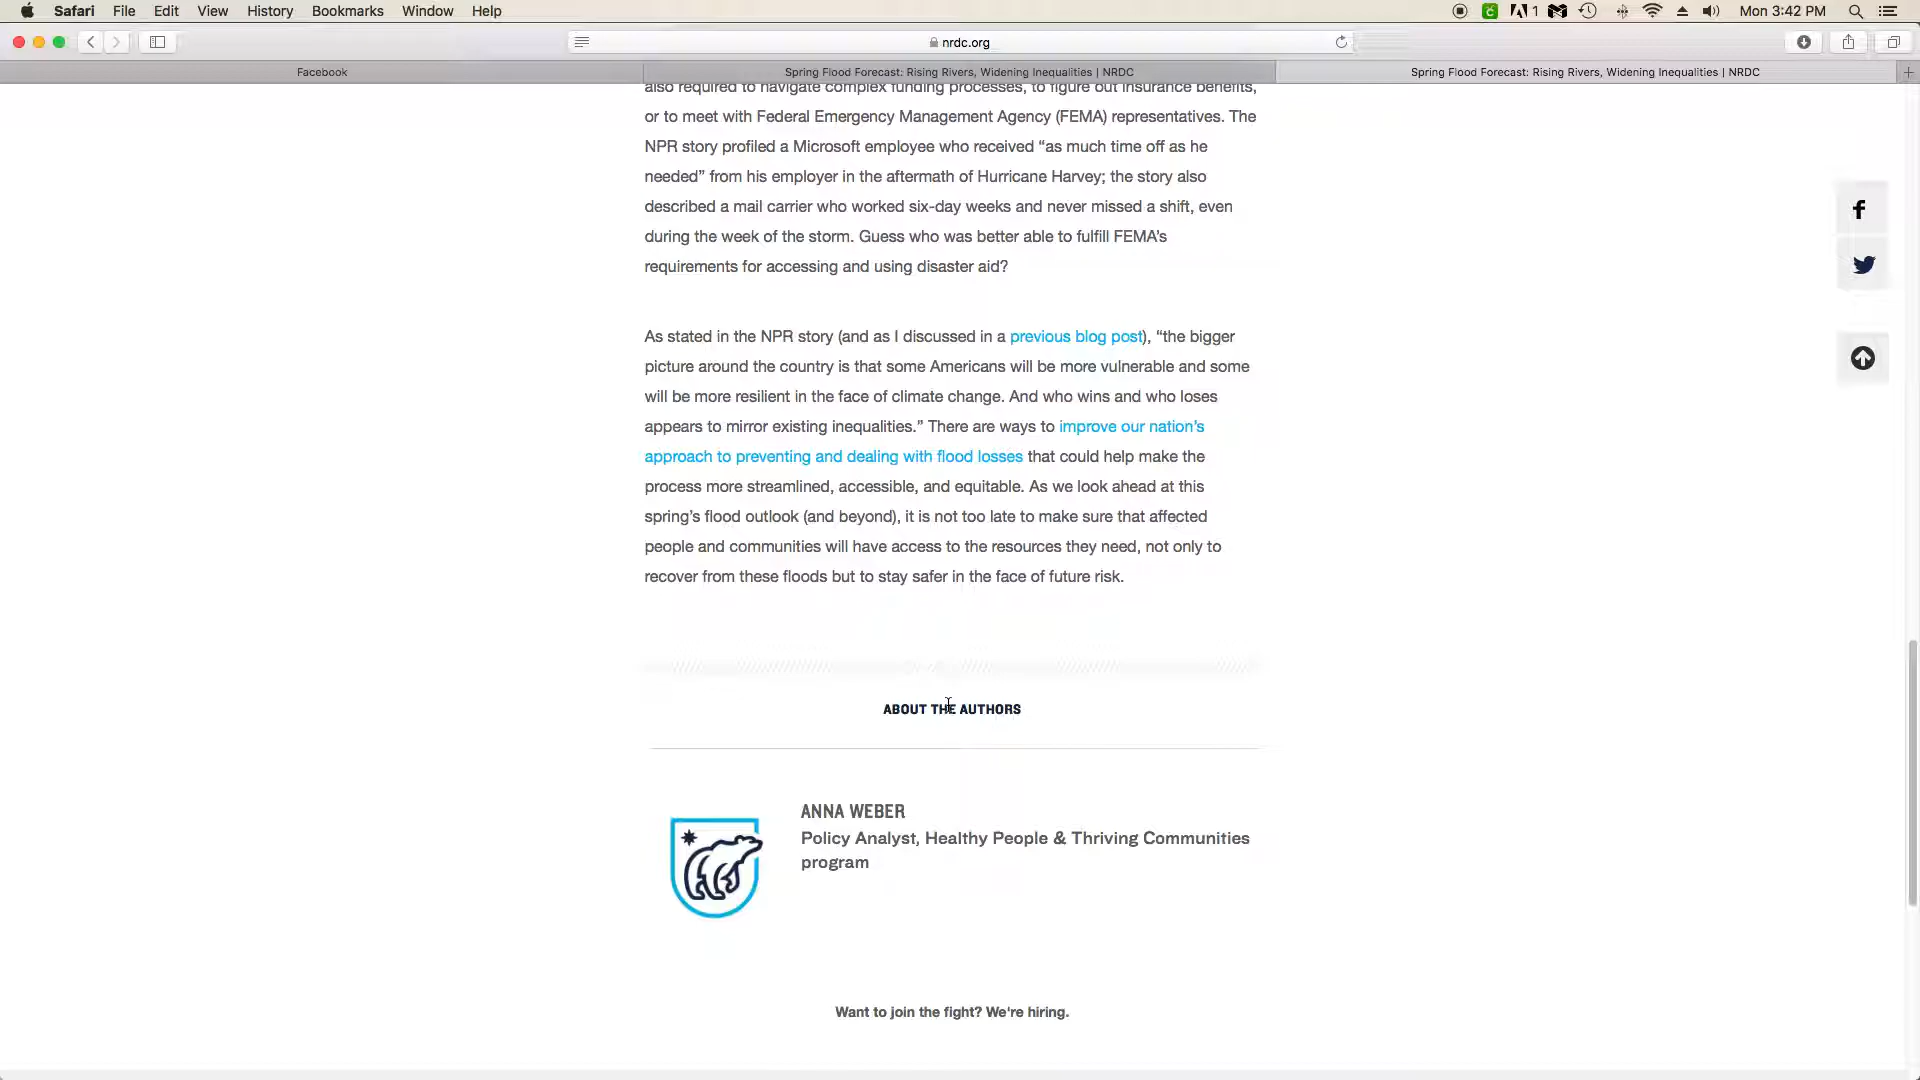 Safari File Edit View History Bookmarks Window Help
1
Mon 3:42 PM
nrdc.org
Facebook
Spring Flood Forecast: Rising Rivers, Widening Inequalities | NRDC
Spring Flood Forecast: Rising Rivers, Widening Inequalities | NRDC
also required to navigate complex funding processes, to figure out insurance benefits,
or to meet with Federal Emergency Management Agency (FEMA) representatives. The
NPR story profiled a Microsoft employee who received “as much time off as he
needed” from his employer in the aftermath of Hurricane Harvey; the story also
described a mail carrier who worked six-day weeks and never missed a shift, even
during the week of the storm. Guess who was better able to fulfill FEMA’s
requirements for accessing and using disaster aid?
As stated in the NPR story (and as I discussed in a previous blog post), “the bigger
picture around the country is that some Americans will be more vulnerable and some
will be more resilient in the face of climate change. And who wins and who loses
appears to mirror existing inequalities.” There are ways to improve our nation’s
approach to preventing and dealing with flood losses that could help make the
process more streamlined, accessible, and equitable. As we look ahead at this
spring’s flood outlook (and beyond), it is not too late to make sure that affected
people and communities will have access to the resources they need, not only to
recover from these floods but to stay safer in the face of future risk.
ABOUT THE AUTHORS
ANNA WEBER
Policy Analyst, Healthy People & Thriving Communities
program
Want to join the fight? We're hiring.